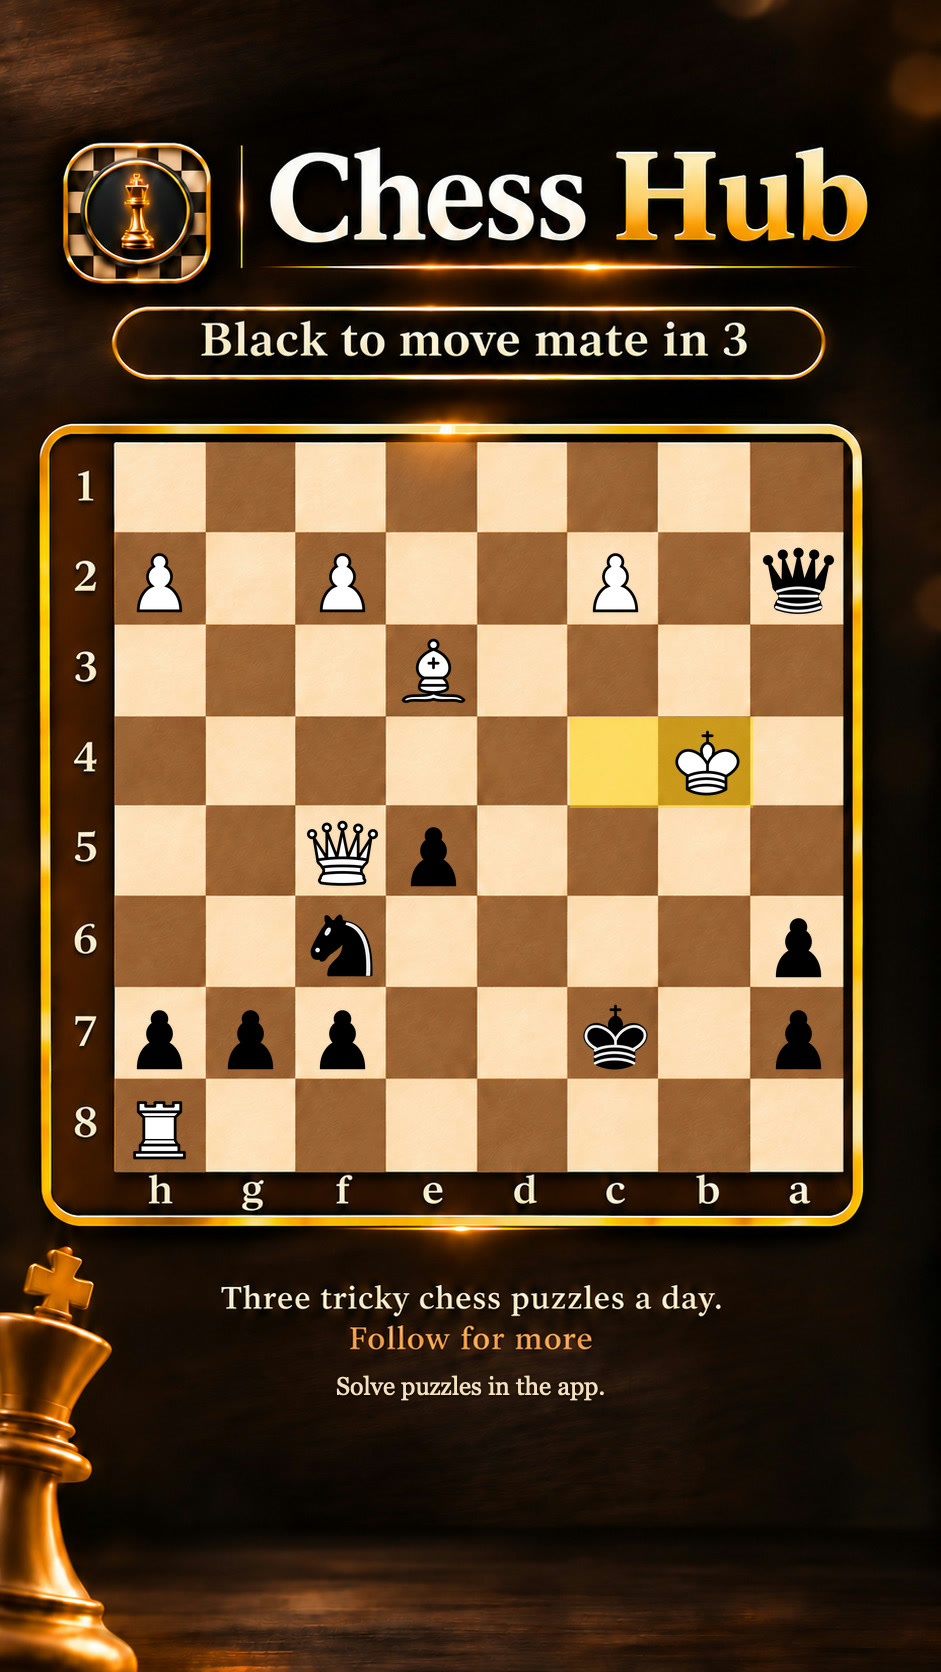 Chess Hub
Black to move mate in 3
1
2
3
4
5
6
7
8
h g f e d c b a
Three tricky chess puzzles a day.
Follow for more
Solve puzzles in the app.